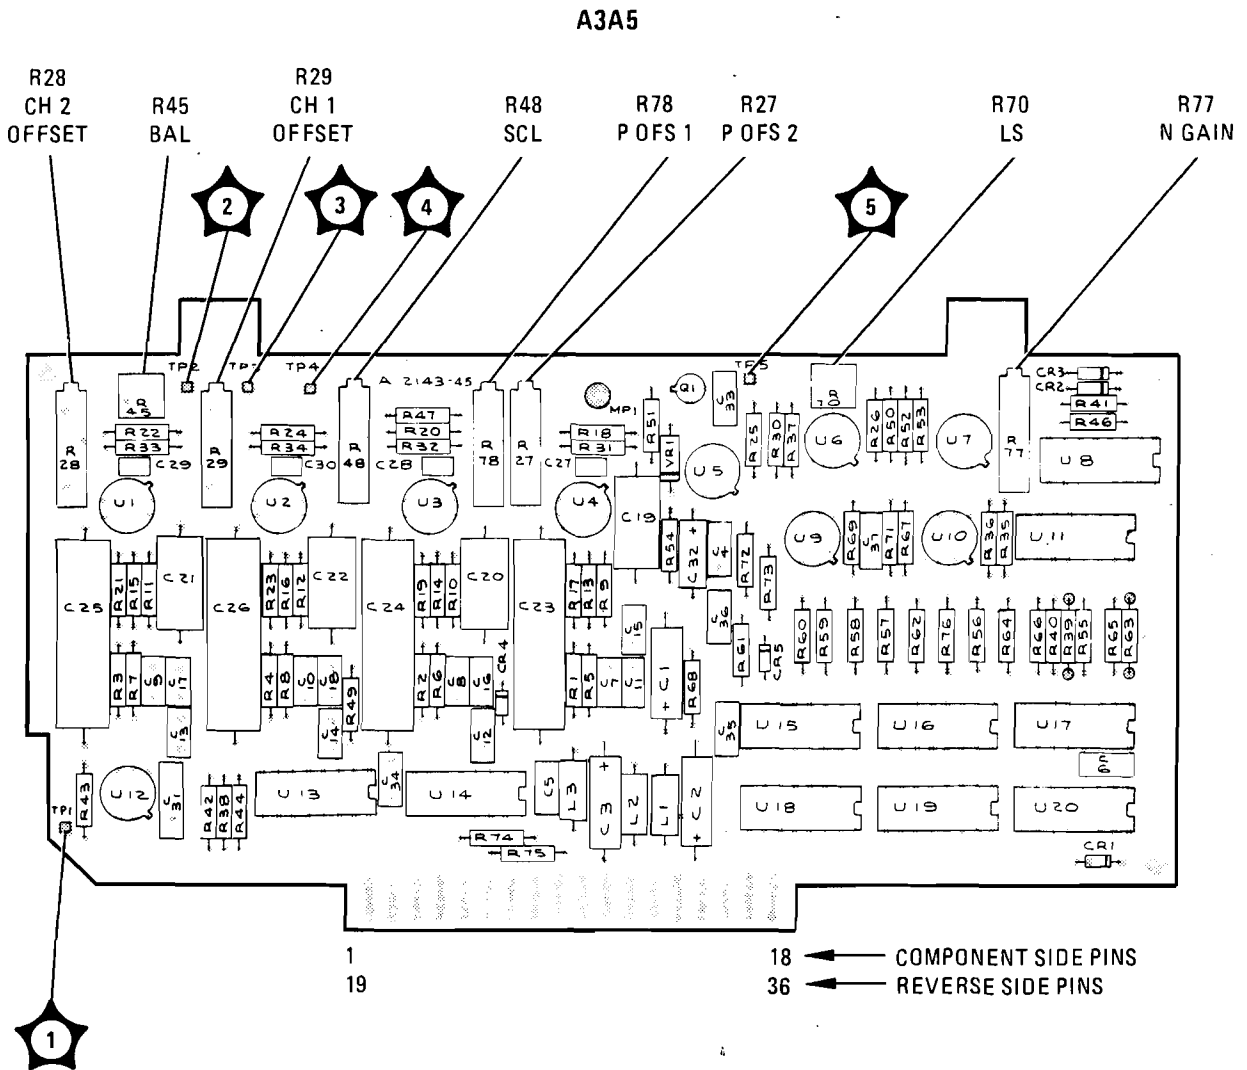 A3A5
R28
CH 2
OFFSET
R45
BAL
R29
CH 1
OFFSET
R48
SCL
R78
P OFS 1
R27
P OFS 2
R70
LS
R77
N GAIN
2
3
4
5
TP2
TP4
TP5
A 2143-45
R 28
R 45
R 29
R 48
R 78
R 27
MP1
R51
Q1
C33
R 70
R 77
CR3
CR2
R41
R46
R22
R33
C29
R24
R34
C30
R47
R20
R32
C28
R18
R31
C27
VR1
R25
R30
R37
R26
R50
R52
R53
U1
U2
U3
U4
U5
U6
U7
U8
C19
R54
C32 +
C4
R72
R73
U9
R69
C37
R71
R67
U10
R36
R35
U11
C25
R21
R15
R11
C21
C26
R23
R16
R12
C22
C24
R19
R14
R10
C20
C23
R17
R13
R9
C15
C36
R61
CR5
R60
R59
R58
R57
R62
R76
R56
R64
R66
R40
R39
R55
R65
R63
R3
R7
C9
C17
R4
R8
C10
C18
R49
R2
R6
C8
C16
CR4
R1
R5
C7
C11
+ C1
R68
C13
C14
C12
C35
U15
U16
U17
C6
R43
TP1
U12
C31
R42
R38
R44
U13
C34
U14
C5
L3
C3 +
L2
L1
+ C2
U18
U19
U20
R74
R75
CR1
1
19
18
COMPONENT SIDE PINS
36
REVERSE SIDE PINS
1